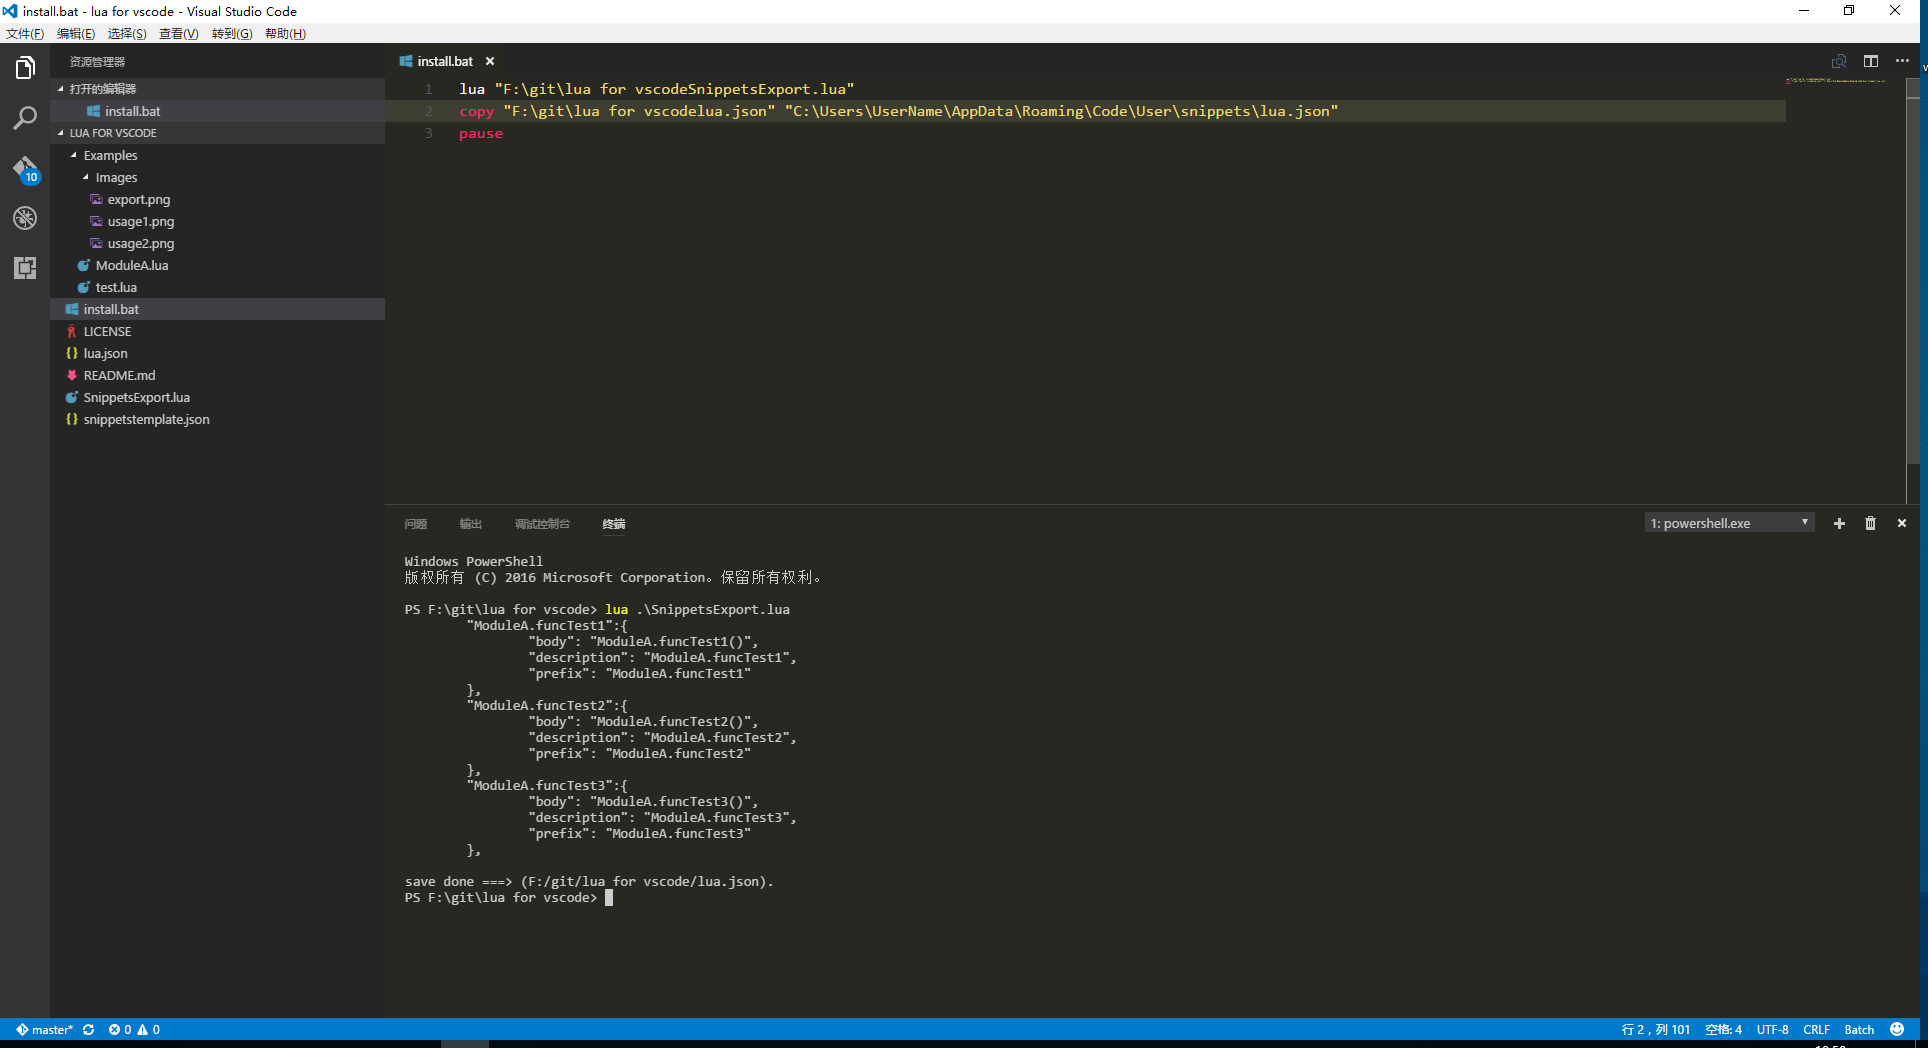 install.bat - lua for vscode - Visual Studio Code
文件(F) 编辑(E) 选择(S) 查看(V) 转到(G) 帮助(H)
资源管理器
打开的编辑器
install.bat
LUA FOR VSCODE
Examples
Images
export.png
usage1.png
usage2.png
ModuleA.lua
test.lua
install.bat
LICENSE
lua.json
README.md
SnippetsExport.lua
snippetstemplate.json
10
install.bat
1 lua "F:\git\lua for vscodeSnippetsExport.lua"
2 copy "F:\git\lua for vscodelua.json" "C:\Users\UserName\AppData\Roaming\Code\User\snippets\lua.json"
3 pause
问题 输出 调试控制台 终端
1: powershell.exe
Windows PowerShell
版权所有 (C) 2016 Microsoft Corporation。保留所有权利。
PS F:\git\lua for vscode> lua .\SnippetsExport.lua
"ModuleA.funcTest1":{
"body": "ModuleA.funcTest1()",
"description": "ModuleA.funcTest1",
"prefix": "ModuleA.funcTest1"
},
"ModuleA.funcTest2":{
"body": "ModuleA.funcTest2()",
"description": "ModuleA.funcTest2",
"prefix": "ModuleA.funcTest2"
},
"ModuleA.funcTest3":{
"body": "ModuleA.funcTest3()",
"description": "ModuleA.funcTest3",
"prefix": "ModuleA.funcTest3"
},
save done ===> (F:/git/lua for vscode/lua.json).
PS F:\git\lua for vscode>
master* 0 0
行 2，列 101 空格: 4 UTF-8 CRLF Batch